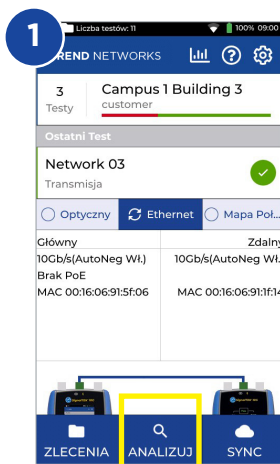 1
Liczba testów: 11
100% 09:00
TREND NETWORKS
3
Testy
Campus 1 Building 3
customer
Ostatni Test
Network 03
Transmisja
Optyczny
Ethernet
Mapa Poł...
Główny
Zdalny
10Gb/s(AutoNeg Wł.)
10Gb/s(AutoNeg Wł.
Brak PoE
MAC 00:16:06:91:5f:06
MAC 00:16:06:91:1f:14
ZLECENIA
ANALIZUJ
SYNC